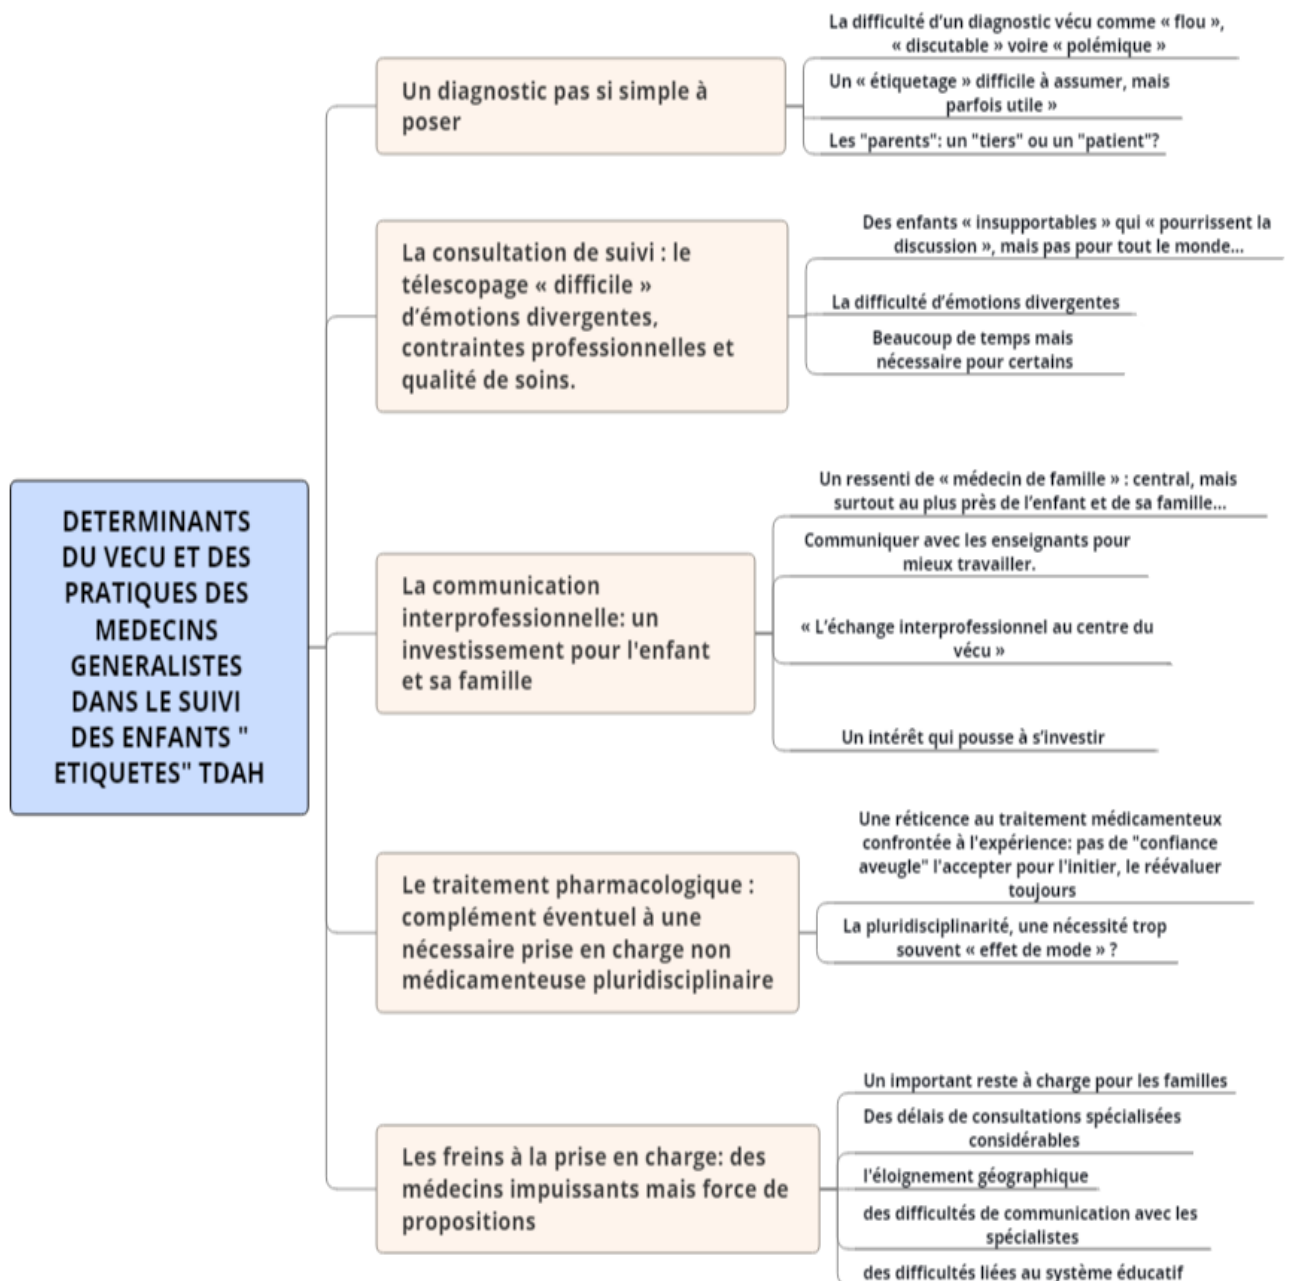 DETERMINANTS
DU VECU ET DES
PRATIQUES DES
MEDECINS
GENERALISTES
DANS LE SUIVI
DES ENFANTS "
ETIQUETES" TDAH
Un diagnostic pas si simple à
poser
La difficulté d’un diagnostic vécu comme « flou »,
« discutable » voire « polémique »
Un « étiquetage » difficile à assumer, mais
parfois utile »
Les "parents": un "tiers" ou un "patient"?
La consultation de suivi : le
télescopage « difficile »
d’émotions divergentes,
contraintes professionnelles et
qualité de soins.
Des enfants « insupportables » qui « pourrissent la
discussion », mais pas pour tout le monde…
La difficulté d’émotions divergentes
Beaucoup de temps mais
nécessaire pour certains
La communication
interprofessionnelle: un
investissement pour l'enfant
et sa famille
Un ressenti de « médecin de famille » : central, mais
surtout au plus près de l’enfant et de sa famille…
Communiquer avec les enseignants pour
mieux travailler.
« L’échange interprofessionnel au centre du
vécu »
Un intérêt qui pousse à s’investir
Le traitement pharmacologique :
complément éventuel à une
nécessaire prise en charge non
médicamenteuse pluridisciplinaire
Une réticence au traitement médicamenteux
confrontée à l'expérience: pas de "confiance
aveugle" l'accepter pour l'initier, le réévaluer
toujours
La pluridisciplinarité, une nécessité trop
souvent « effet de mode » ?
Les freins à la prise en charge: des
médecins impuissants mais force de
propositions
Un important reste à charge pour les familles
Des délais de consultations spécialisées
considérables
l'éloignement géographique
des difficultés de communication avec les
spécialistes
des difficultés liées au système éducatif